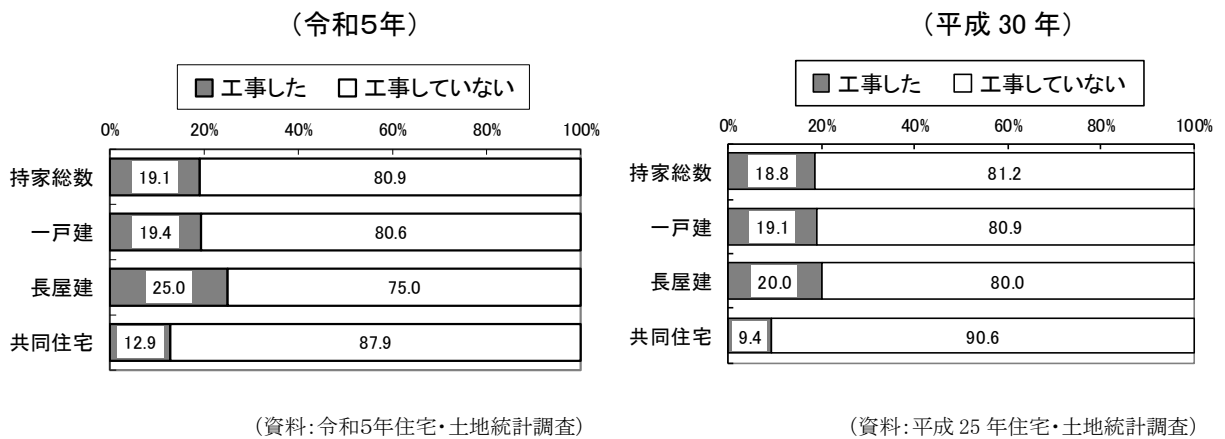 (令和5年)
■ 工事した □ 工事していない
0% 20% 40% 60% 80% 100%
持家総数 19.1 80.9
一戸建 19.4 80.6
長屋建 25.0 75.0
共同住宅 12.9 87.9
(資料:令和5年住宅・土地統計調査)
(平成 30 年)
■ 工事した □ 工事していない
0% 20% 40% 60% 80% 100%
持家総数 18.8 81.2
一戸建 19.1 80.9
長屋建 20.0 80.0
共同住宅 9.4 90.6
(資料:平成 25 年住宅・土地統計調査)